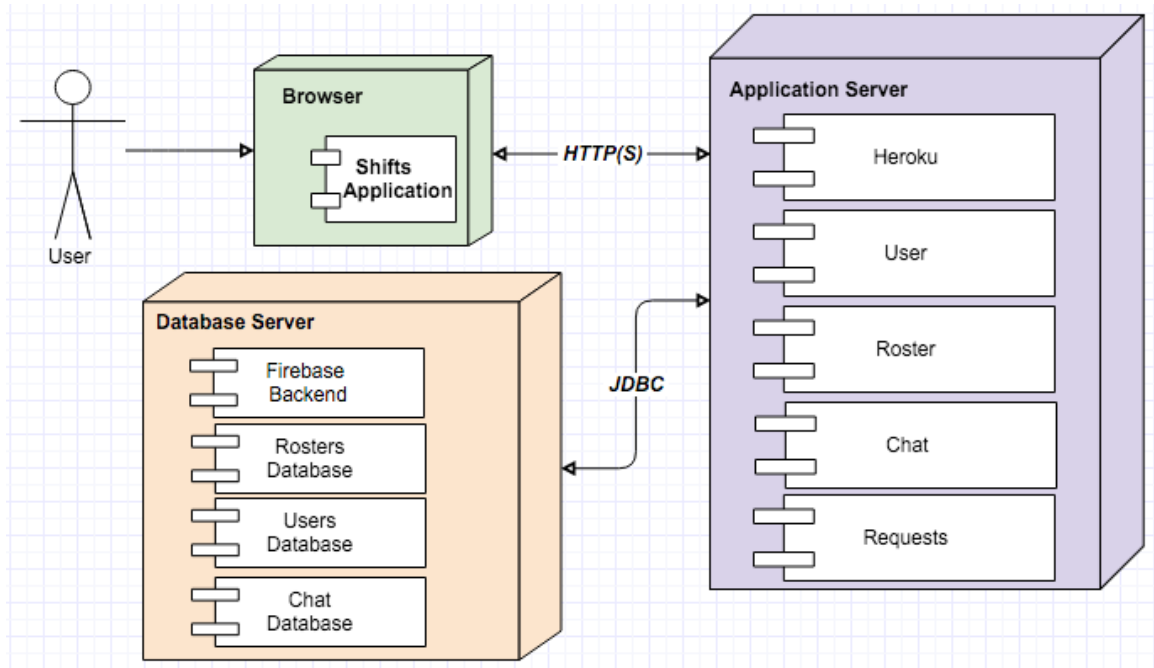 User
Browser
Shifts
Application
HTTP(S)
Application Server
Heroku
User
Roster
Chat
Requests
JDBC
Database Server
Firebase
Backend
Rosters
Database
Users
Database
Chat
Database